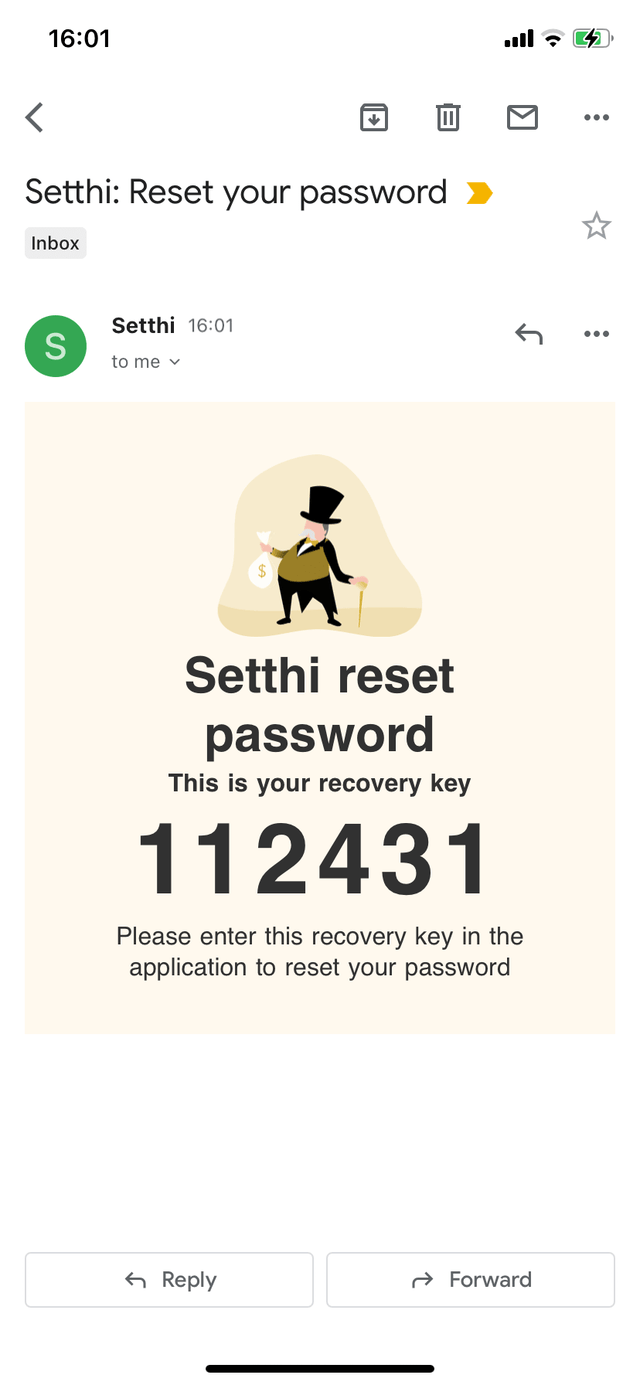 16:01
Setthi: Reset your password
Inbox
S
Setthi 16:01
to me
$
Setthi reset
password
This is your recovery key
112431
Please enter this recovery key in the
application to reset your password
Reply
Forward